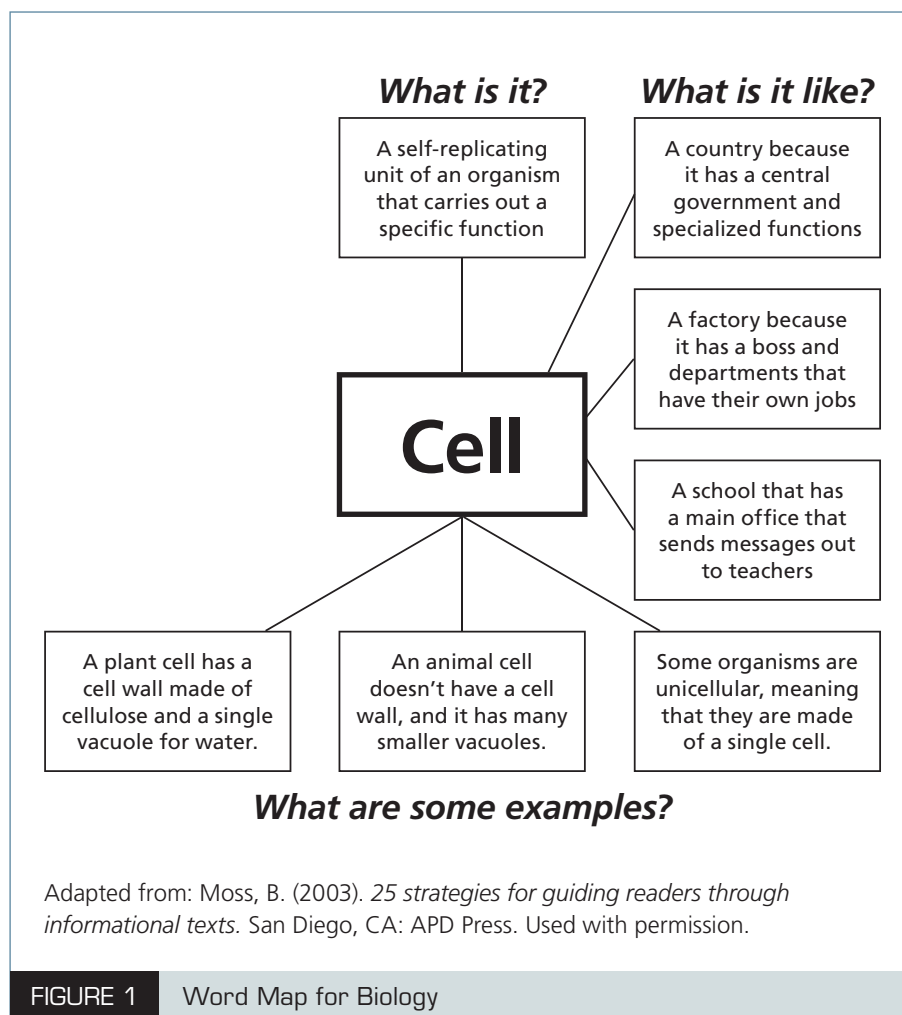 What is it?
A self-replicating
unit of an organism
that carries out a
specific function
What is it like?
A country because
it has a central
government and
specialized functions
A factory because
it has a boss and
departments that
have their own jobs
A school that has
a main office that
sends messages out
to teachers
Cell
A plant cell has a
cell wall made of
cellulose and a single
vacuole for water.
An animal cell
doesn’t have a cell
wall, and it has many
smaller vacuoles.
Some organisms are
unicellular, meaning
that they are made
of a single cell.
What are some examples?
Adapted from: Moss, B. (2003). 25 strategies for guiding readers through
informational texts. San Diego, CA: APD Press. Used with permission.
FIGURE 1 Word Map for Biology